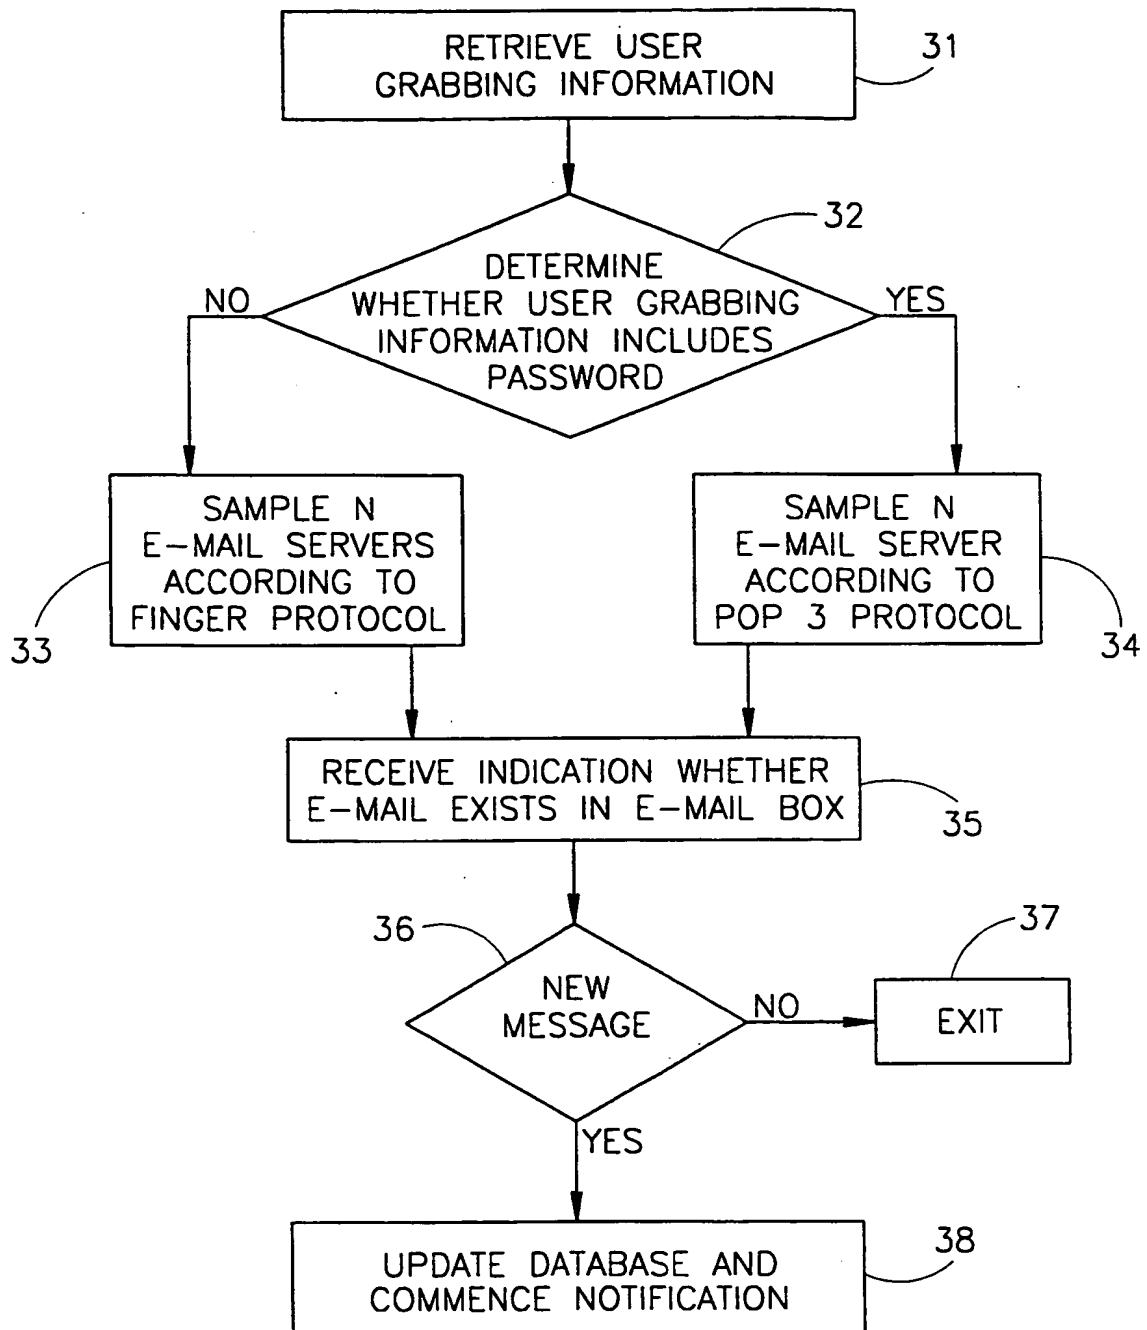 RETRIEVE USER
GRABBING INFORMATION
31
32
DETERMINE
WHETHER USER GRABBING
INFORMATION INCLUDES
PASSWORD
NO
YES
SAMPLE N
E-MAIL SERVERS
ACCORDING TO
FINGER PROTOCOL
33
SAMPLE N
E-MAIL SERVER
ACCORDING TO
POP 3 PROTOCOL
34
RECEIVE INDICATION WHETHER
E-MAIL EXISTS IN E-MAIL BOX
35
36
NEW
MESSAGE
NO
37
EXIT
YES
38
UPDATE DATABASE AND
COMMENCE NOTIFICATION